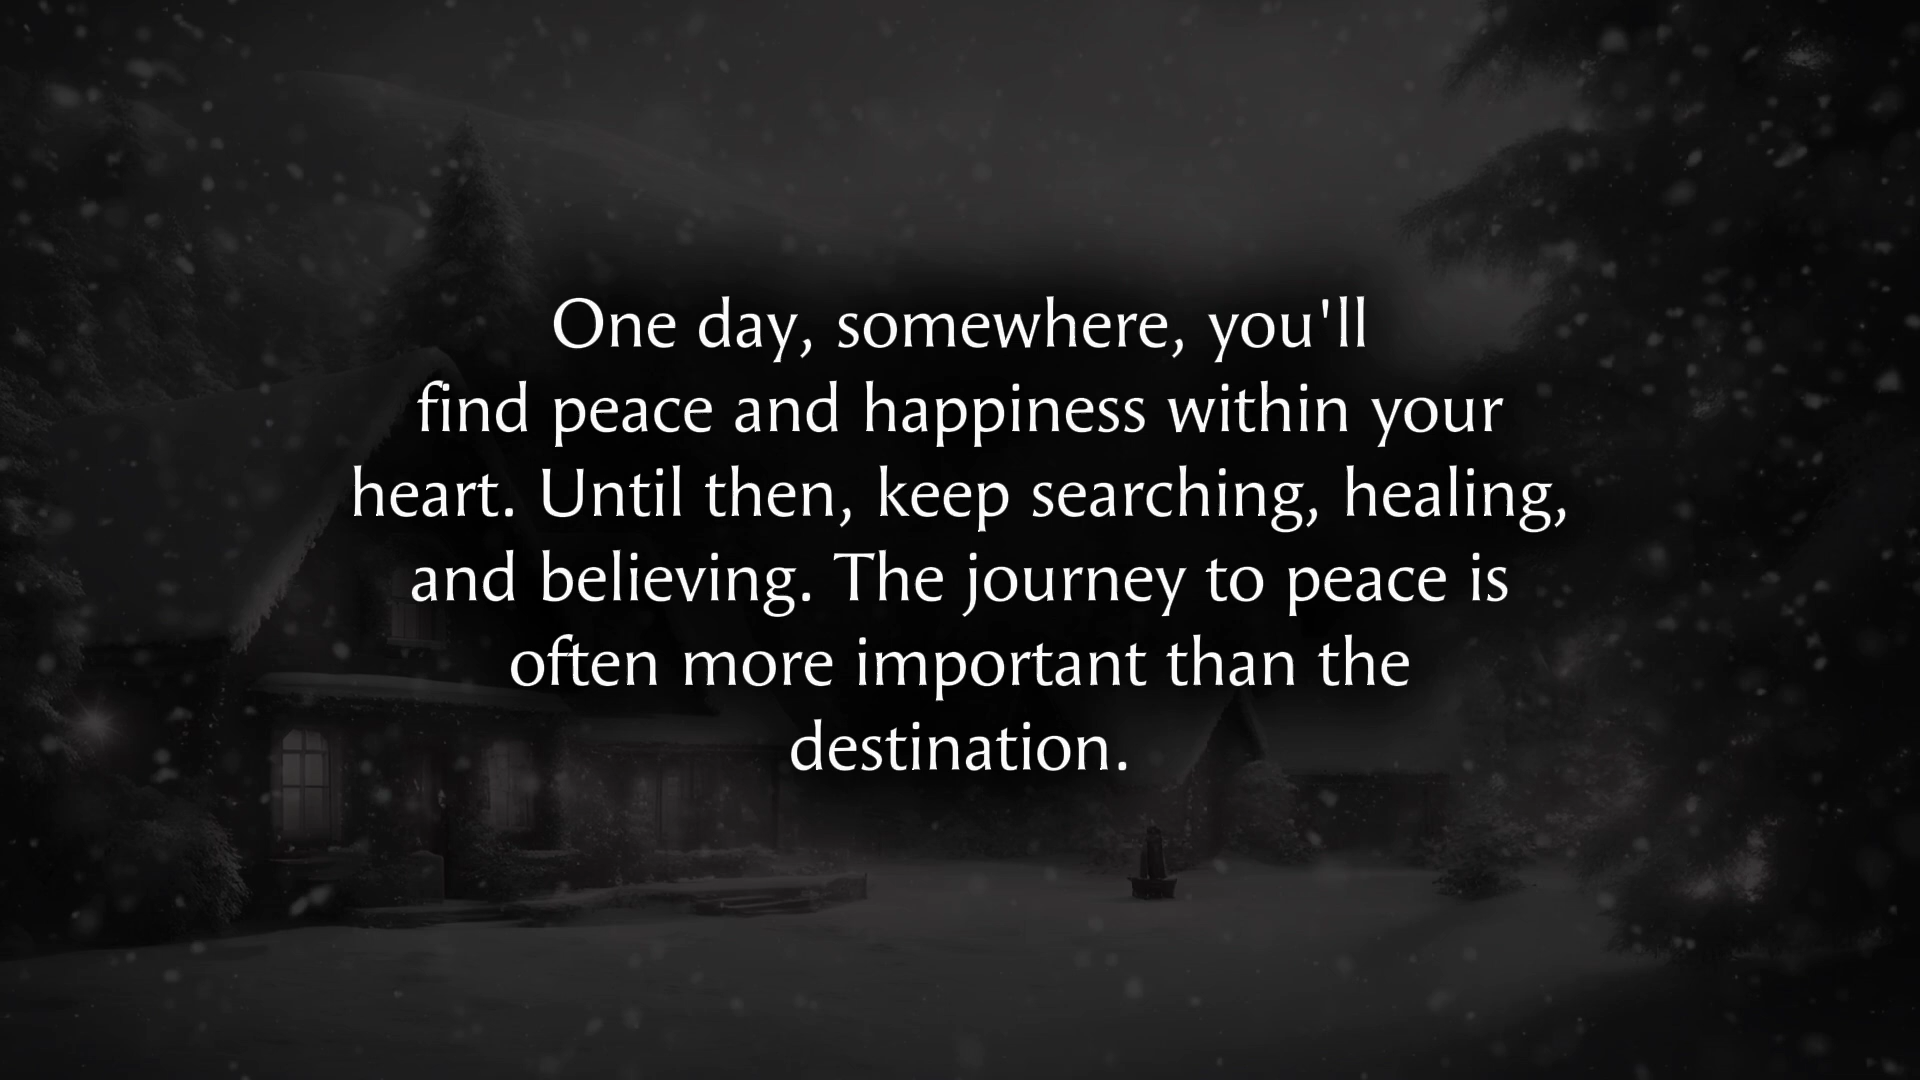 One day, somewhere, you'll
find peace and happiness within your
heart. Until then, keep searching, healing,
and believing. The journey to peace is
often more important than the
destination.